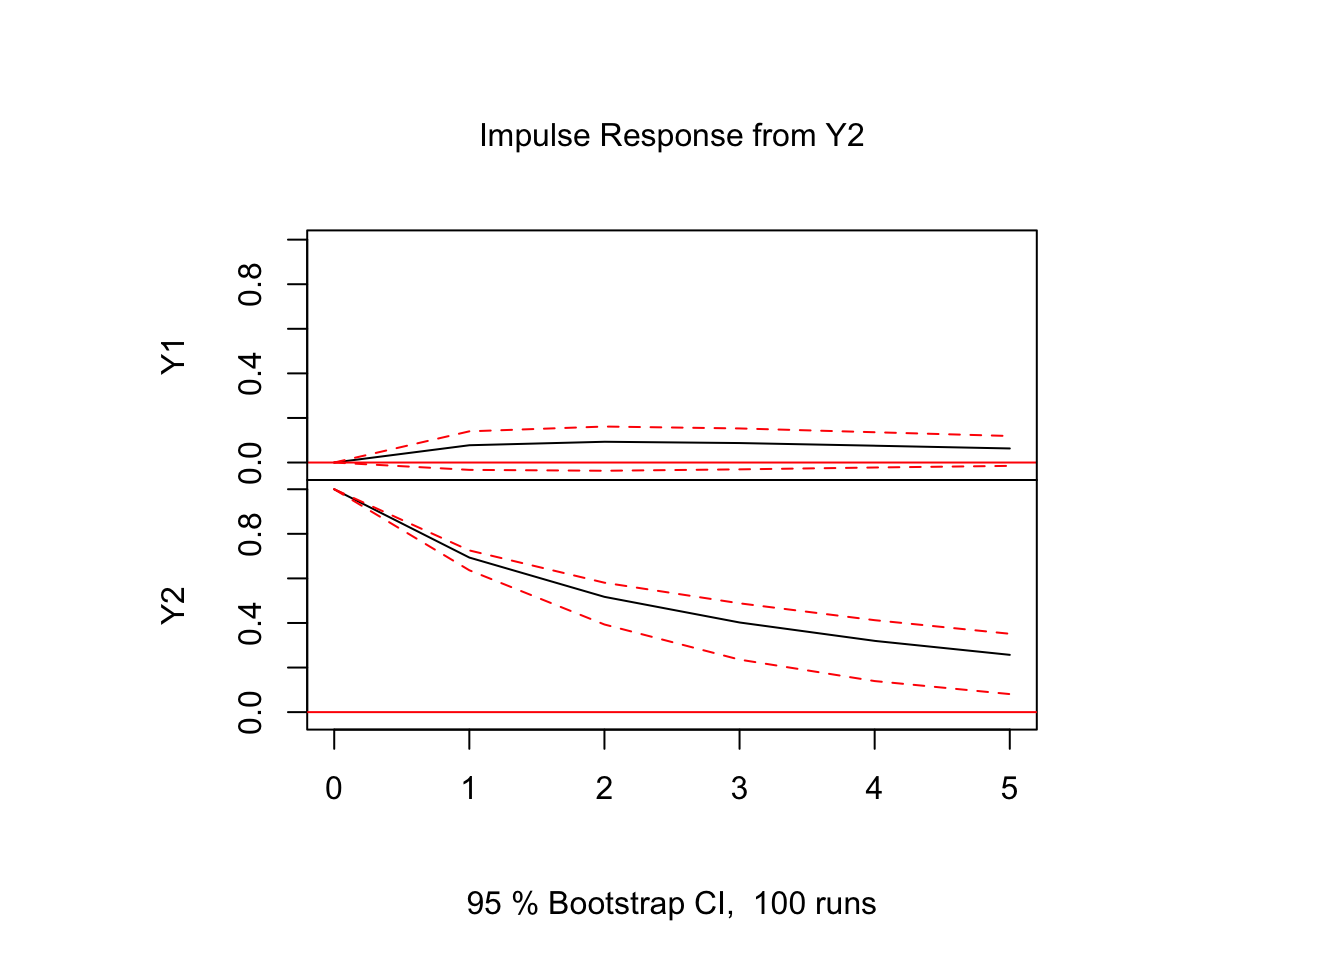 Impulse Response from Y2
Y1
0.0 0.4 0.8
Y2
0.0 0.4 0.8
0 1 2 3 4 5
95 % Bootstrap CI,  100 runs